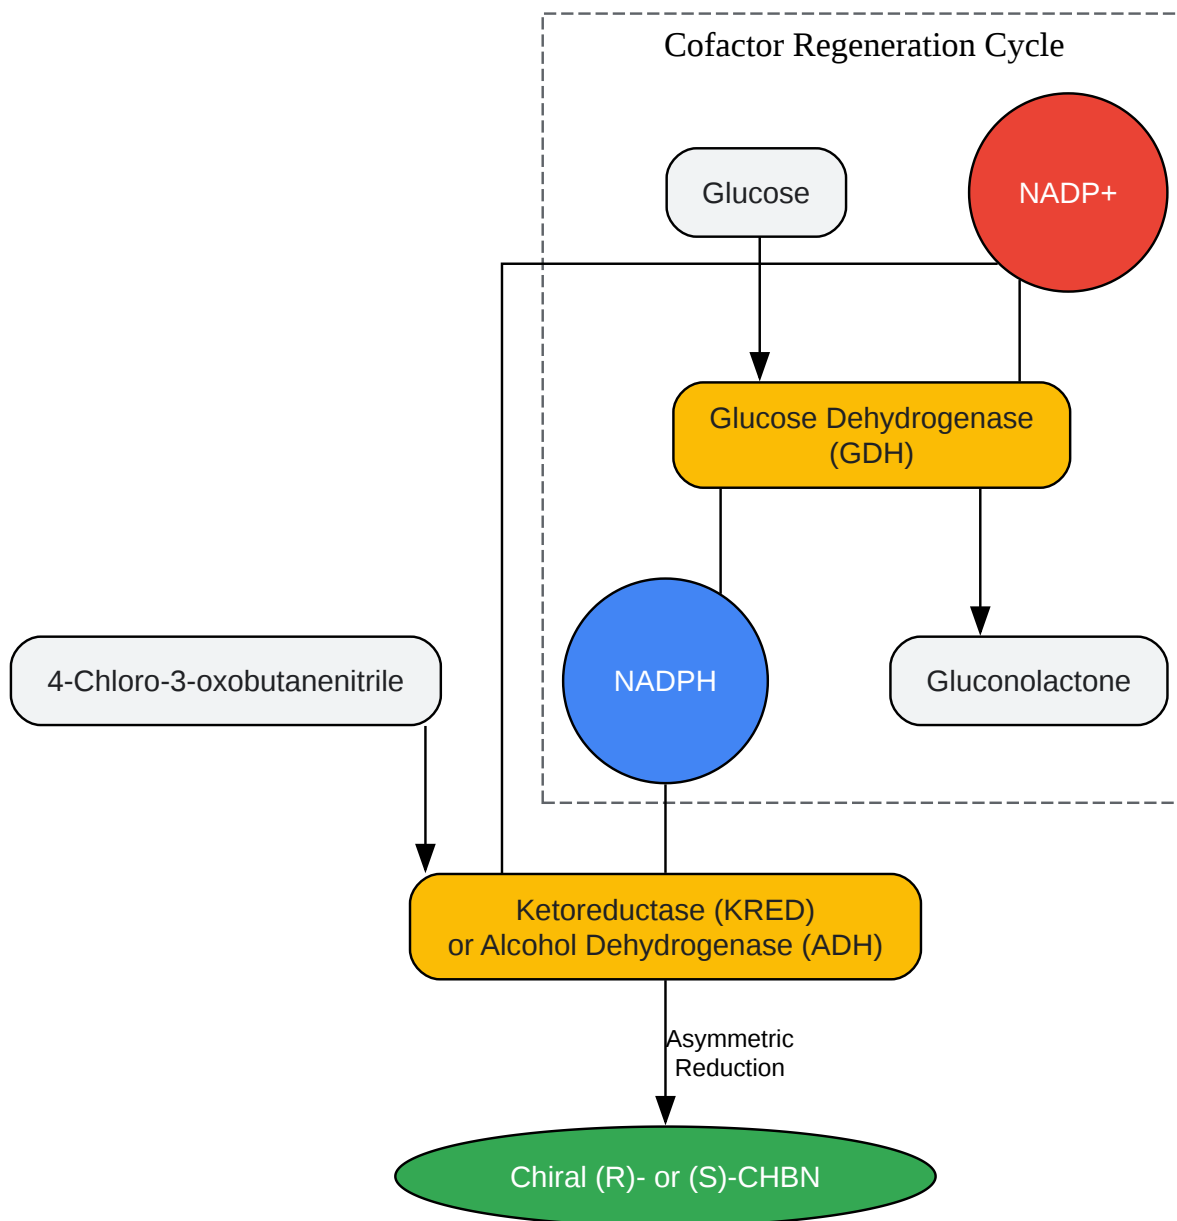 Cofactor Regeneration Cycle
Glucose
NADP+
Glucose Dehydrogenase
(GDH)
4-Chloro-3-oxobutanenitrile
NADPH
Gluconolactone
Ketoreductase (KRED)
or Alcohol Dehydrogenase (ADH)
Asymmetric
Reduction
Chiral (R)- or (S)-CHBN